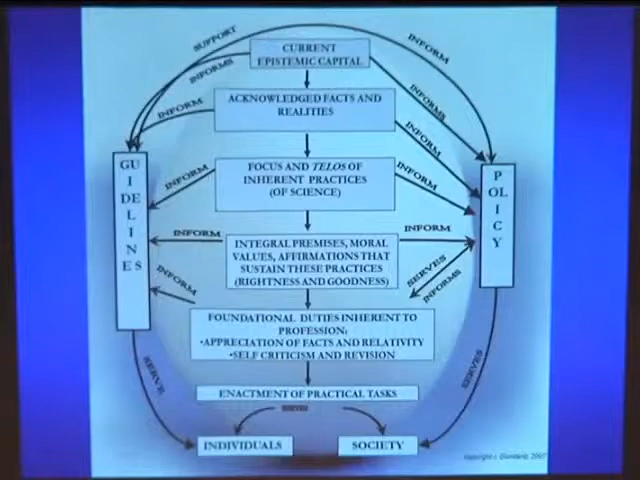 SUPPORT
INFORM
CURRENT
EPISTEMIC CAPITAL
INFORMS
INFORMS
ACKNOWLEDGED FACTS AND
REALITIES
INFORM
INFORM
FOCUS AND TELOS OF
INHERENT PRACTICES
(OF SCIENCE)
INFORM
INFORM
GUIDELINES
POLICY
INTEGRAL PREMISES, MORAL
VALUES, AFFIRMATIONS THAT
SUSTAIN THESE PRACTICES
(RIGHTNESS AND GOODNESS)
INFORM
INFORM
SERVES
INFORMS
INFORM
FOUNDATIONAL DUTIES INHERENT TO
PROFESSION:
•APPRECIATION OF FACTS AND RELATIVITY
•SELF CRITICISM AND REVISION
ENACTMENT OF PRACTICAL TASKS
SERVE
SERVES
INDIVIDUALS
SOCIETY
Copyright J. Giordano, 2007